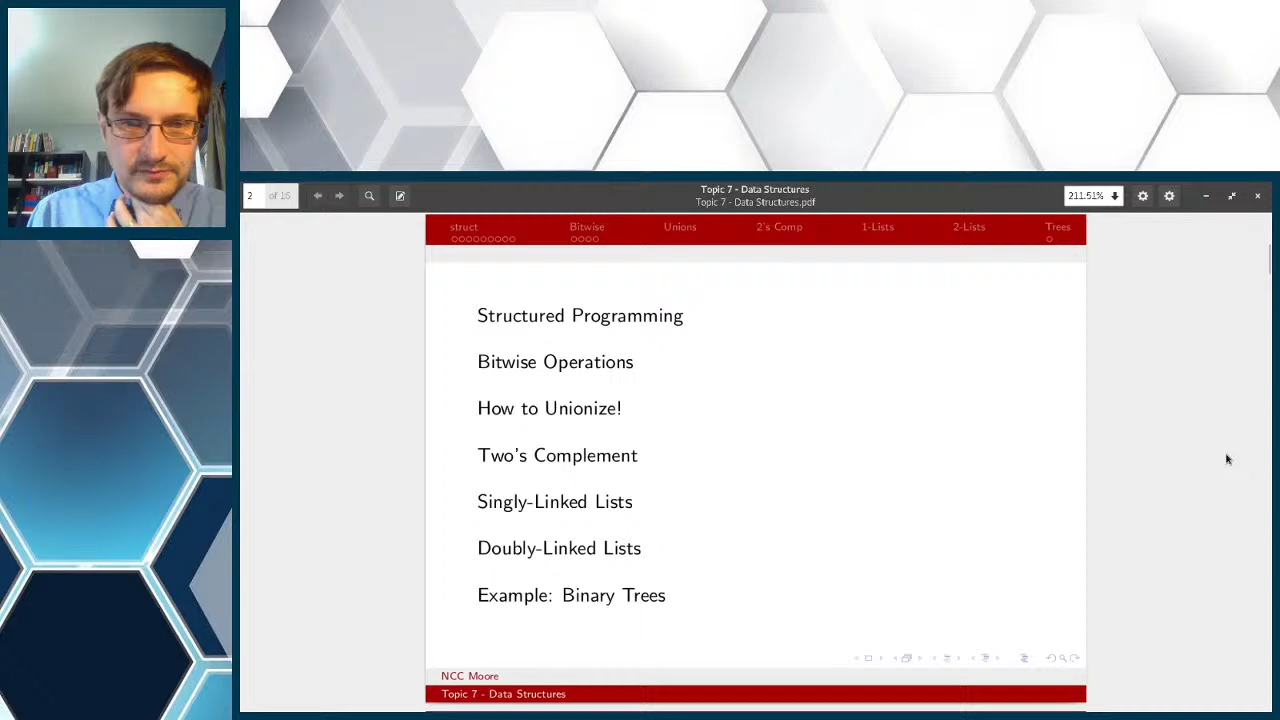 2 of 15
Topic 7 - Data Structures
Topic 7 - Data Structures.pdf
211.51%
struct Bitwise Unions 2's Comp 1-Lists 2-Lists Trees
Structured Programming
Bitwise Operations
How to Unionize!
Two's Complement
Singly-Linked Lists
Doubly-Linked Lists
Example: Binary Trees
NCC Moore
Topic 7 - Data Structures